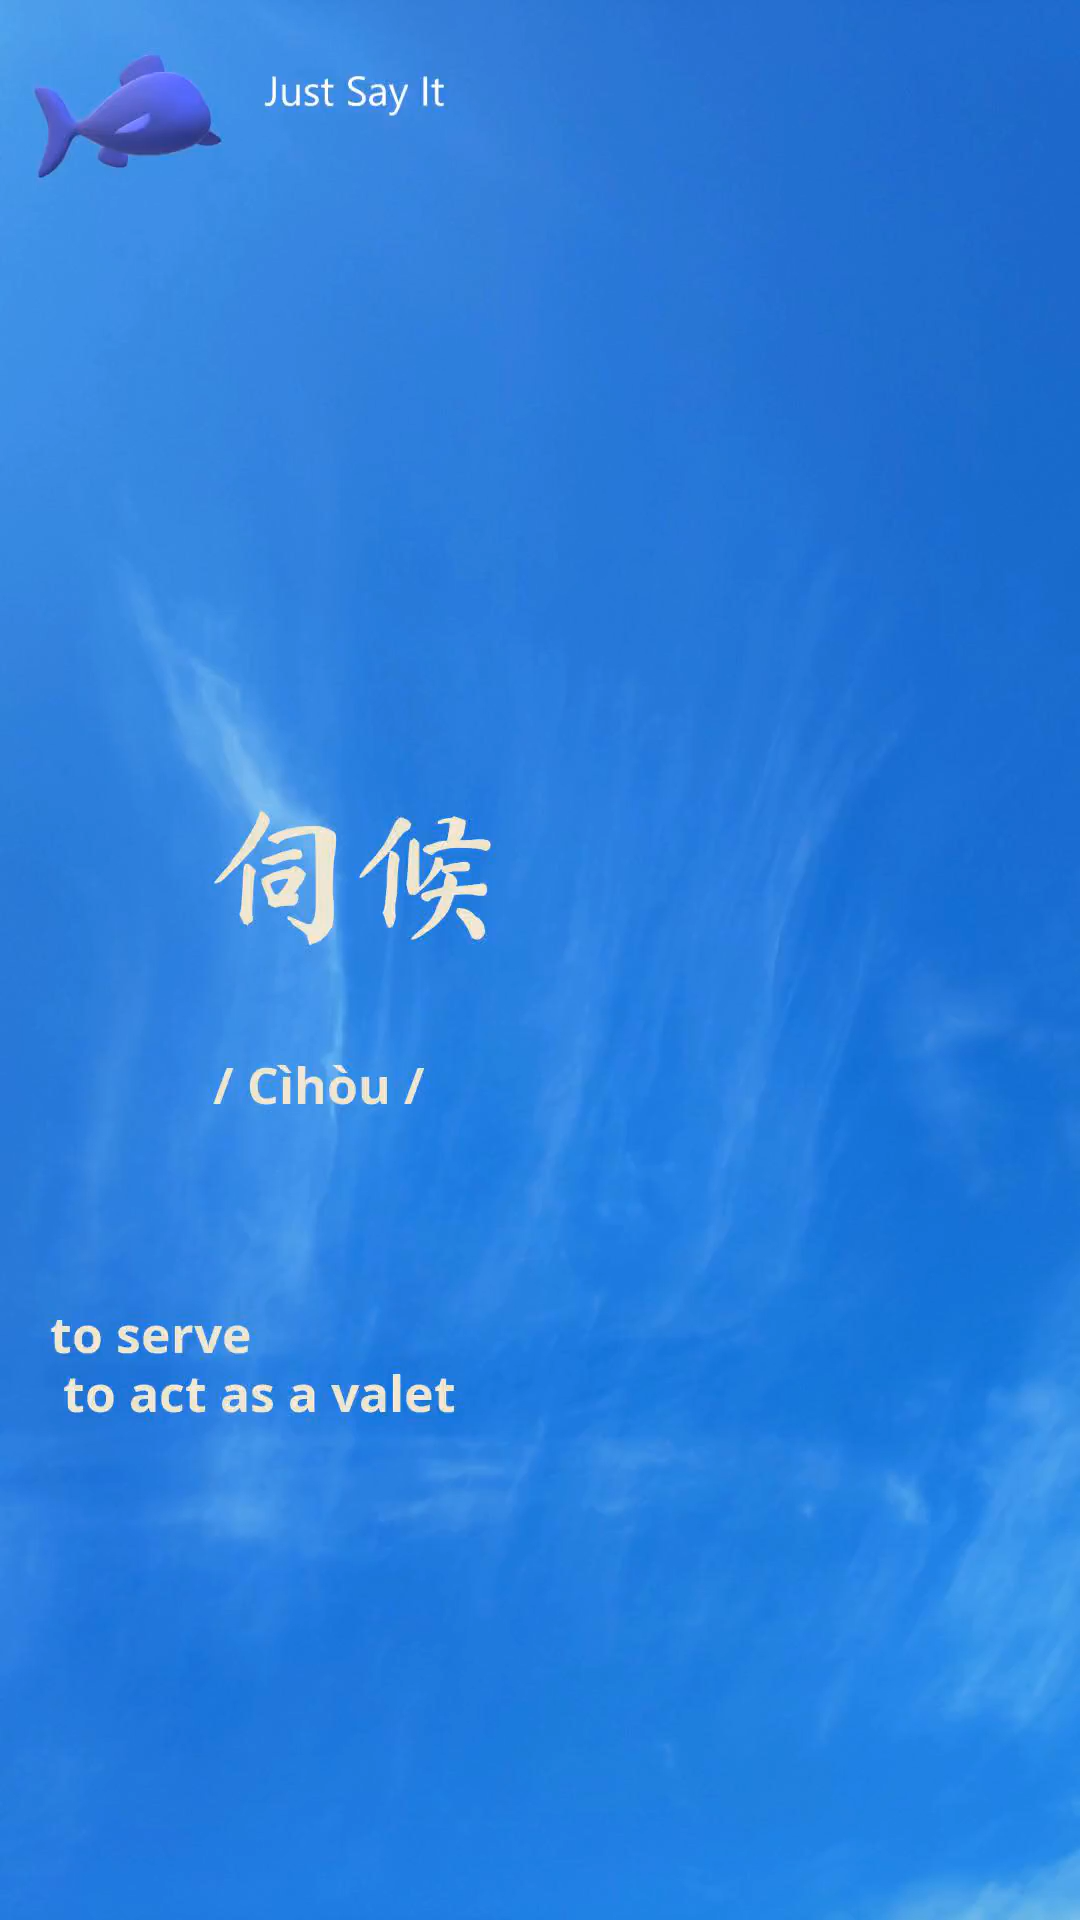 Just Say It
伺候
/ Cìhòu /
to serve
to act as a valet